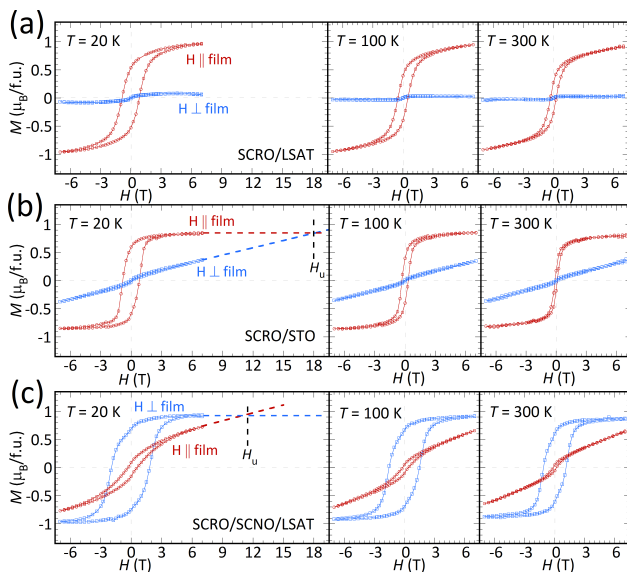 (a)
T = 20 K
T = 100 K
T = 300 K
H || film
H ⊥ film
SCRO/LSAT
M (μB/f.u.)
1
0.5
0
-0.5
-1
-6 -3 0 3 6 9 12 15 18
-6 -3 0 3 6
-6 -3 0 3 6
H (T)
H (T)
H (T)
(b)
T = 20 K
H || film
T = 100 K
T = 300 K
H ⊥ film
Hu
SCRO/STO
M (μB/f.u.)
1
0.5
0
-0.5
-1
-6 -3 0 3 6 9 12 15 18
-6 -3 0 3 6
-6 -3 0 3 6
H (T)
H (T)
H (T)
(c)
T = 20 K
H ⊥ film
T = 100 K
T = 300 K
H || film
Hu
SCRO/SCNO/LSAT
M (μB/f.u.)
1
0.5
0
-0.5
-1
-6 -3 0 3 6 9 12 15 18
-6 -3 0 3 6
-6 -3 0 3 6
H (T)
H (T)
H (T)